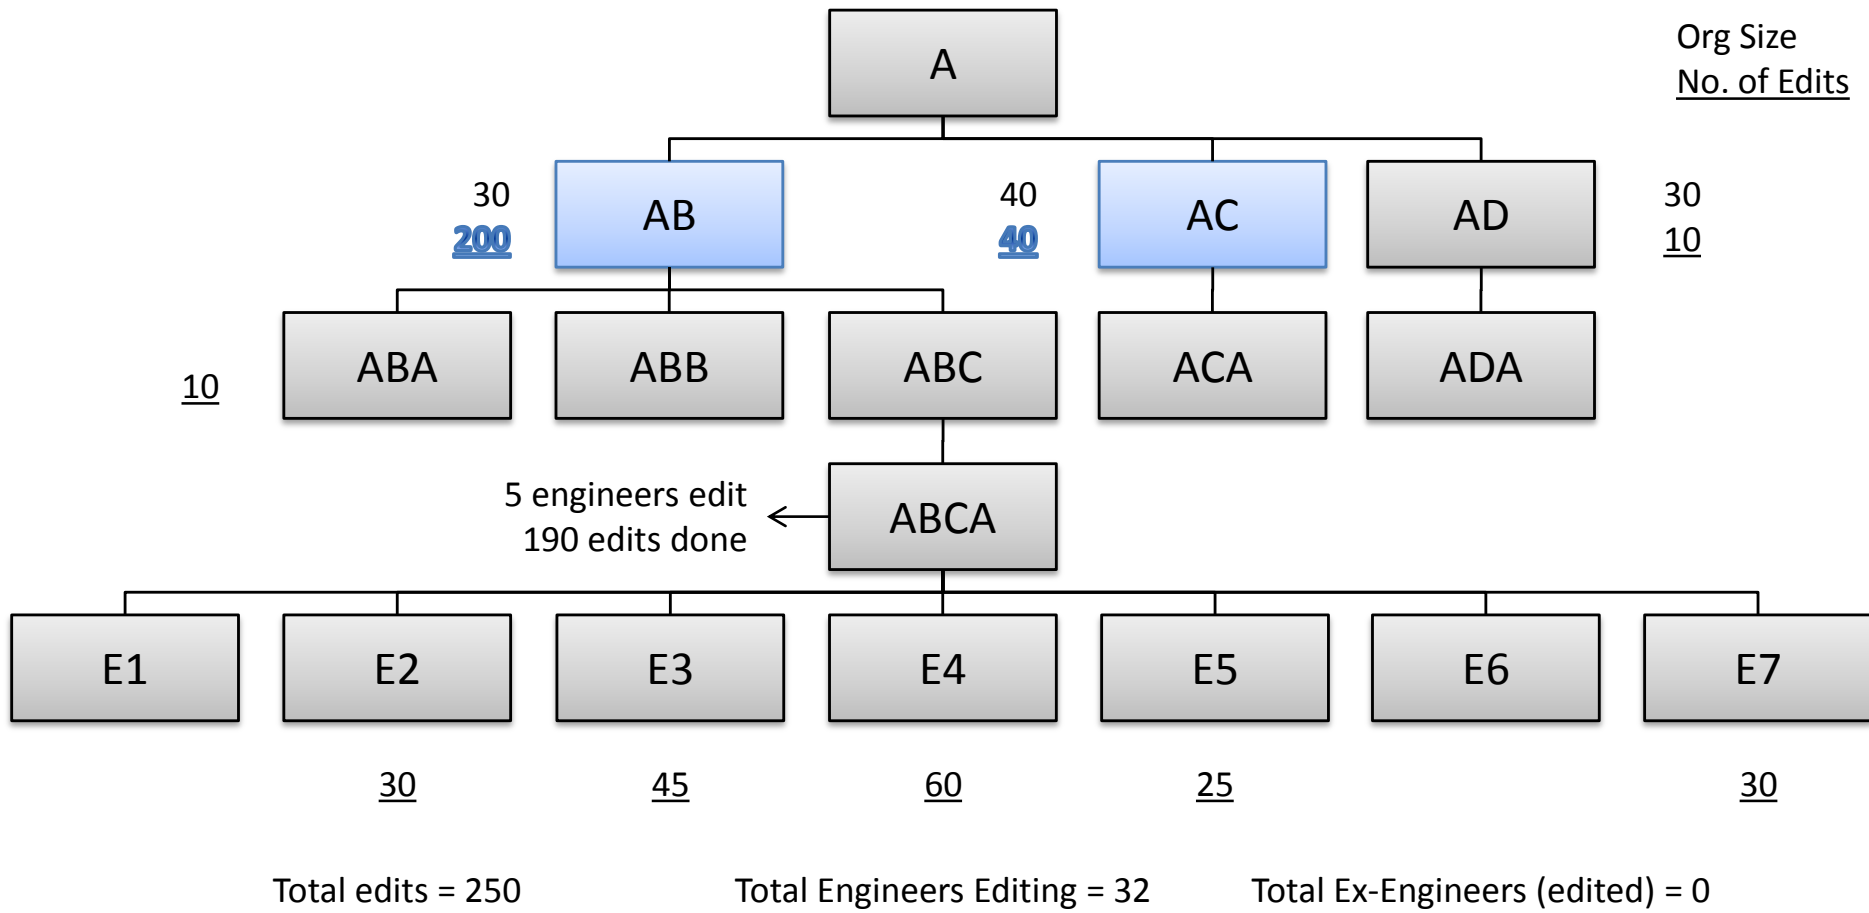 A
Org Size
No. of Edits
30
200
AB
40
40
AC
AD
30
10
10
ABA
ABB
ABC
ACA
ADA
5 engineers edit
190 edits done
ABCA
E1
E2
E3
E4
E5
E6
E7
30
45
60
25
30
Total edits = 250
Total Engineers Editing = 32
Total Ex-Engineers (edited) = 0